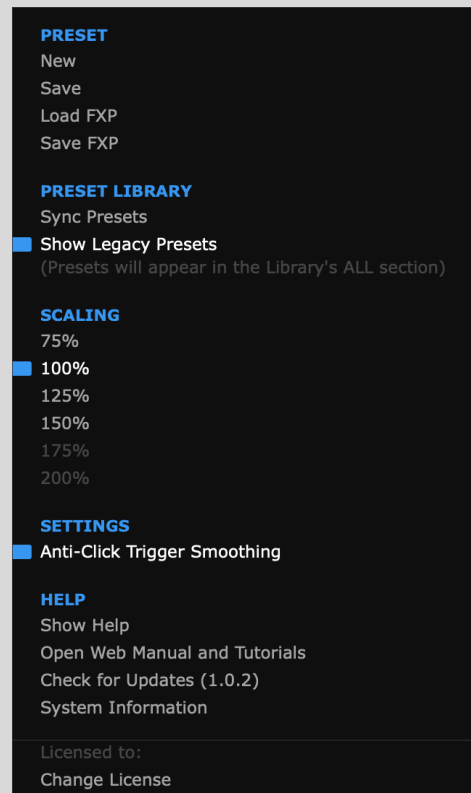 PRESET
New
Save
Load FXP
Save FXP
PRESET LIBRARY
Sync Presets
Show Legacy Presets
(Presets will appear in the Library's ALL section)
SCALING
75%
100%
125%
150%
175%
200%
SETTINGS
Anti-Click Trigger Smoothing
HELP
Show Help
Open Web Manual and Tutorials
Check for Updates (1.0.2)
System Information
Licensed to:
Change License